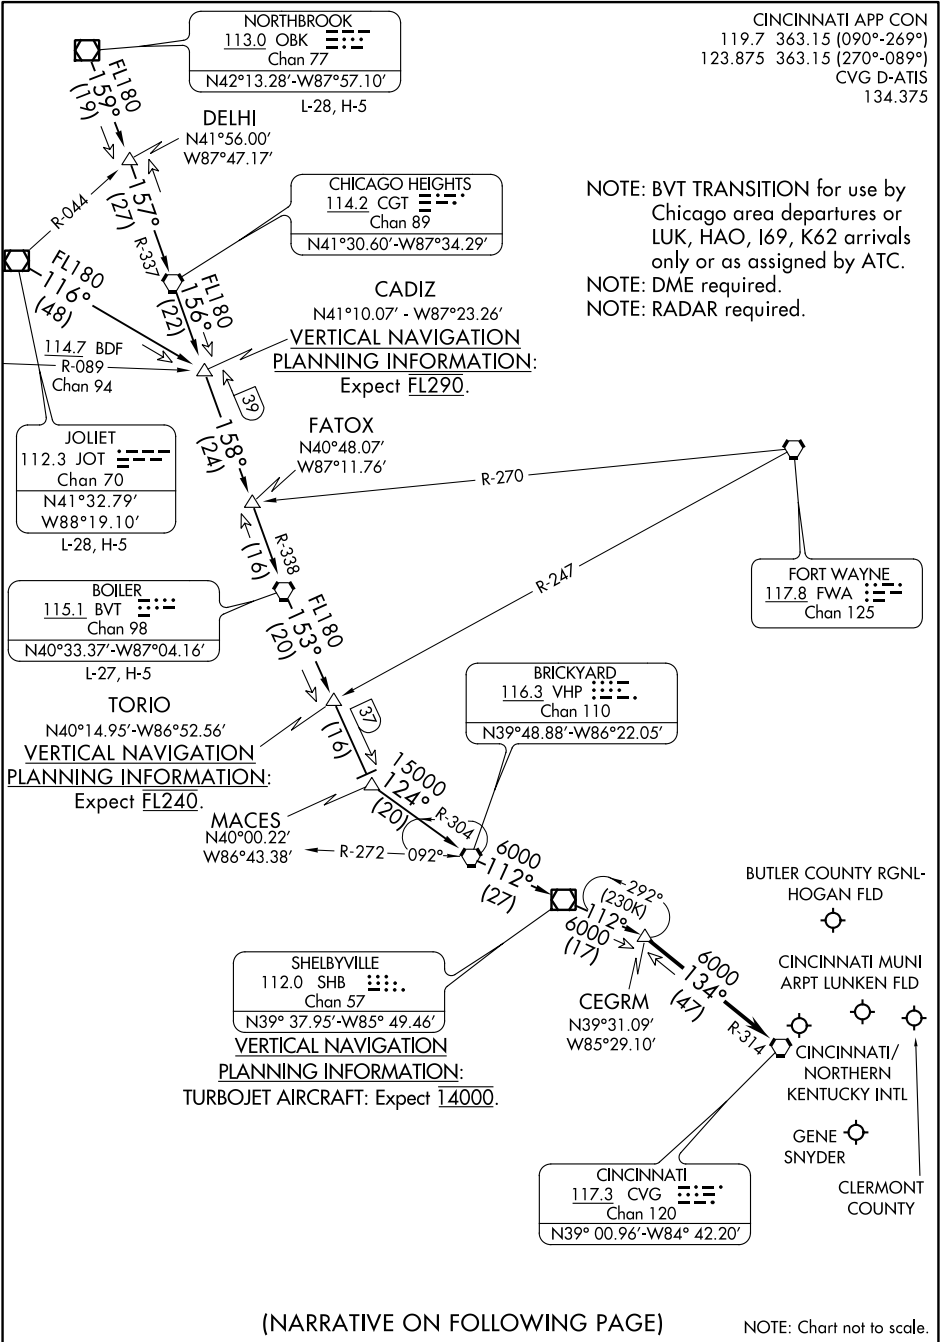 NORTHBROOK
113.0 OBK
Chan 77
N42°13.28′-W87°57.10′
L-28, H-5
CINCINNATI APP CON
119.7 363.15 (090°-269°)
123.875 363.15 (270°-089°)
CVG D-ATIS
134.375
FL180
159°
(19)
DELHI
N41°56.00′
W87°47.17′
NOTE: BVT TRANSITION for use by
Chicago area departures or
LUK, HAO, I69, K62 arrivals
only or as assigned by ATC.
NOTE: DME required.
NOTE: RADAR required.
CHICAGO HEIGHTS
114.2 CGT
Chan 89
N41°30.60′-W87°34.29′
R-044
157°
(27)
R-337
FL180
116°
(48)
FL180
156°
(22)
CADIZ
N41°10.07′ - W87°23.26′
VERTICAL NAVIGATION
PLANNING INFORMATION:
Expect FL290.
114.7 BDF
R-089
Chan 94
39
JOLIET
112.3 JOT
Chan 70
N41°32.79′
W88°19.10′
L-28, H-5
158°
(24)
FATOX
N40°48.07′
W87°11.76′
R-270
R-247
FORT WAYNE
117.8 FWA
Chan 125
R-338
(16)
BOILER
115.1 BVT
Chan 98
N40°33.37′-W87°04.16′
L-27, H-5
FL180
153°
(20)
TORIO
N40°14.95′-W86°52.56′
VERTICAL NAVIGATION
PLANNING INFORMATION:
Expect FL240.
BRICKYARD
116.3 VHP
Chan 110
N39°48.88′-W86°22.05′
37
(16)
MACES
N40°00.22′
W86°43.38′
15000
124°
(20)
R-304
R-272
092°
6000
112°
(27)
292°
(230K)
112°
6000
(17)
BUTLER COUNTY RGNL-
HOGAN FLD
SHELBYVILLE
112.0 SHB
Chan 57
N39° 37.95′-W85° 49.46′
VERTICAL NAVIGATION
PLANNING INFORMATION:
TURBOJET AIRCRAFT: Expect 14000.
CEGRM
N39°31.09′
W85°29.10′
6000
134°
(47)
R-314
CINCINNATI MUNI
ARPT LUNKEN FLD
CINCINNATI/
NORTHERN
KENTUCKY INTL
GENE
SNYDER
CLERMONT
COUNTY
CINCINNATI
117.3 CVG
Chan 120
N39° 00.96′-W84° 42.20′
(NARRATIVE ON FOLLOWING PAGE)
NOTE: Chart not to scale.